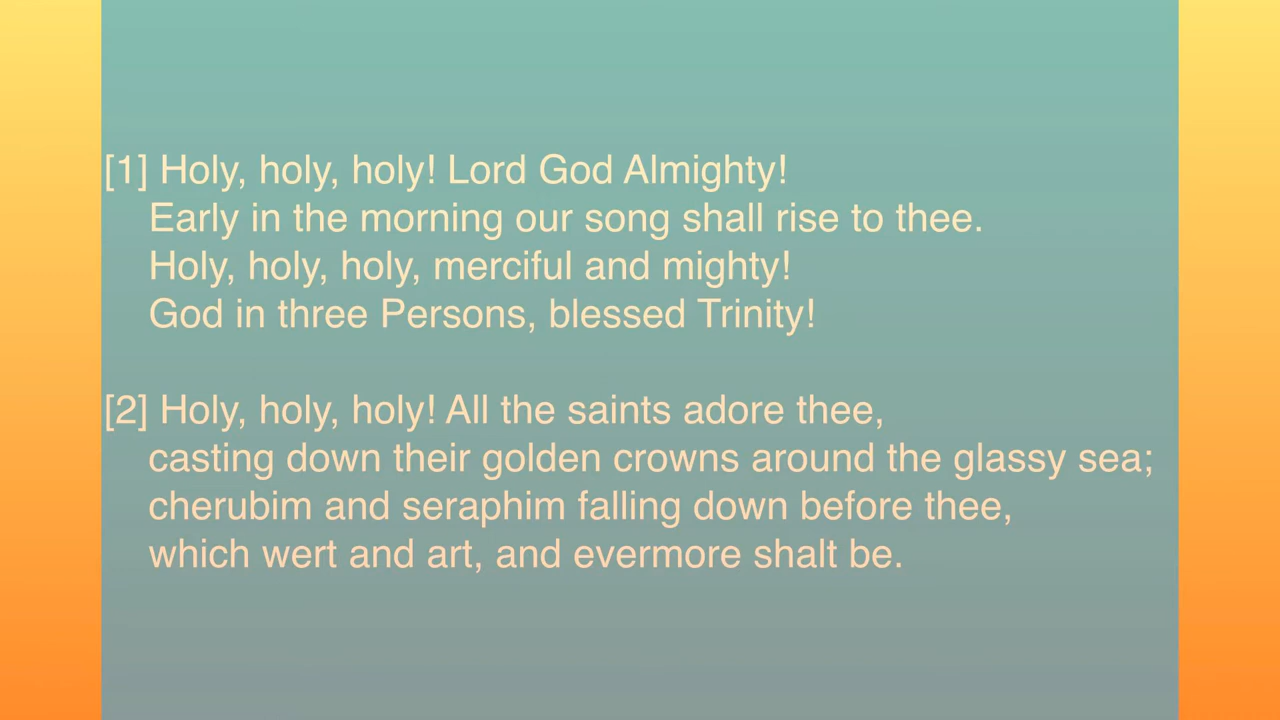 [1] Holy, holy, holy! Lord God Almighty!
Early in the morning our song shall rise to thee.
Holy, holy, holy, merciful and mighty!
God in three Persons, blessed Trinity!
[2] Holy, holy, holy! All the saints adore thee,
casting down their golden crowns around the glassy sea;
cherubim and seraphim falling down before thee,
which wert and art, and evermore shalt be.